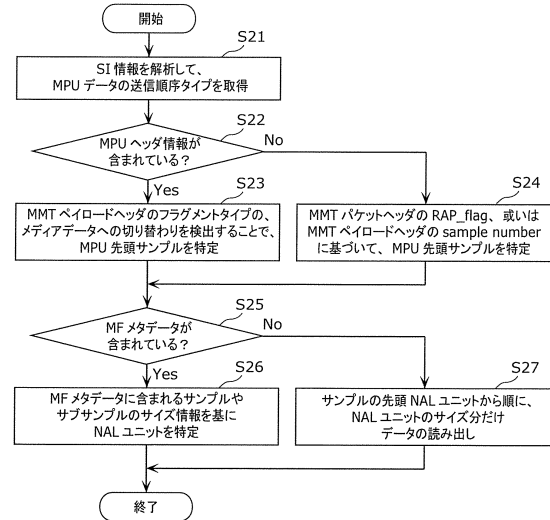 開始
S21
SI 情報を解析して、
MPU データの送信順序タイプを取得
S22
MPU ヘッダ情報が
含まれている？
No
Yes
S23
MMT ペイロードヘッダのフラグメントタイプの、
メディアデータへの切り替わりを検出することで、
MPU 先頭サンプルを特定
S24
MMT パケットヘッダの RAP_flag、或いは
MMT ペイロードヘッダの sample number
に基づいて、MPU 先頭サンプルを特定
S25
MF メタデータが
含まれている？
No
Yes
S26
MF メタデータに含まれるサンプルや
サブサンプルのサイズ情報を基に
NAL ユニットを特定
S27
サンプルの先頭 NAL ユニットから順に、
NAL ユニットのサイズ分だけ
データの読み出し
終了